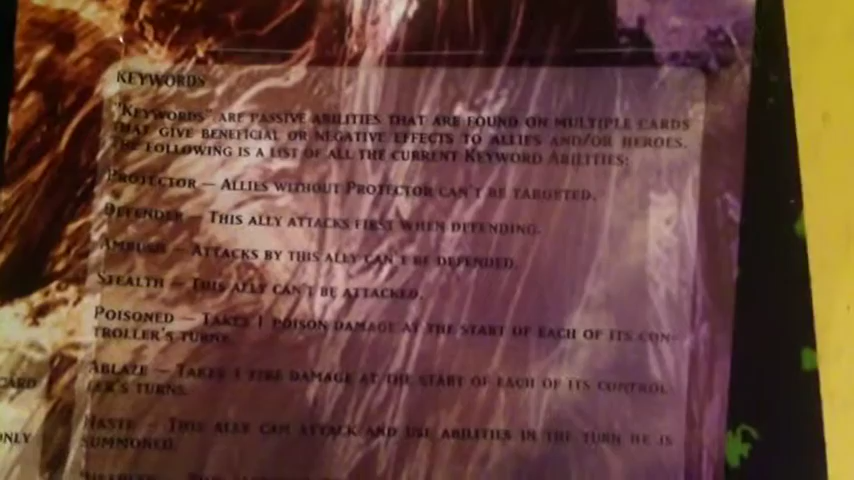 KEYWORDS
"KEYWORDS" ARE PASSIVE ABILITIES THAT ARE FOUND ON MULTIPLE CARDS
THAT GIVE BENEFICIAL OR NEGATIVE EFFECTS TO ALLIES AND/OR HEROES.
THE FOLLOWING IS A LIST OF ALL THE CURRENT KEYWORD ABILITIES:
PROTECTOR — ALLIES WITHOUT PROTECTOR CAN'T BE TARGETED.
DEFENDER — THIS ALLY ATTACKS FIRST WHEN DEFENDING.
AMBUSH — ATTACKS BY THIS ALLY CAN'T BE DEFENDED.
STEALTH — THIS ALLY CAN'T BE ATTACKED.
POISONED — TAKES 1 POISON DAMAGE AT THE START OF EACH OF ITS CON-
TROLLER'S TURNS.
ABLAZE — TAKES 1 FIRE DAMAGE AT THE START OF EACH OF ITS CONTROL-
LER'S TURNS.
HASTE — THIS ALLY CAN ATTACK AND USE ABILITIES IN THE TURN HE IS
SUMMONED.
CARD
ONLY